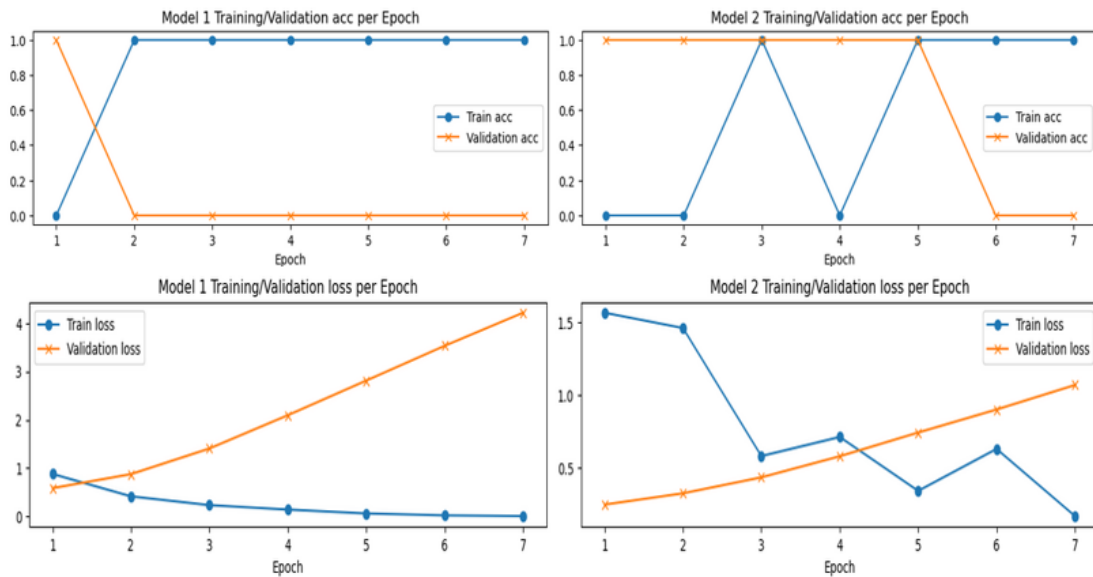 Model 1 Training/Validation acc per Epoch
1.0
0.8
0.6
0.4
0.2
0.0
Train acc
Validation acc
1 2 3 4 5 6 7
Epoch
Model 2 Training/Validation acc per Epoch
1.0
0.8
0.6
0.4
0.2
0.0
Train acc
Validation acc
1 2 3 4 5 6 7
Epoch
Model 1 Training/Validation loss per Epoch
4
3
2
1
0
Train loss
Validation loss
1 2 3 4 5 6 7
Epoch
Model 2 Training/Validation loss per Epoch
1.5
1.0
0.5
Train loss
Validation loss
1 2 3 4 5 6 7
Epoch